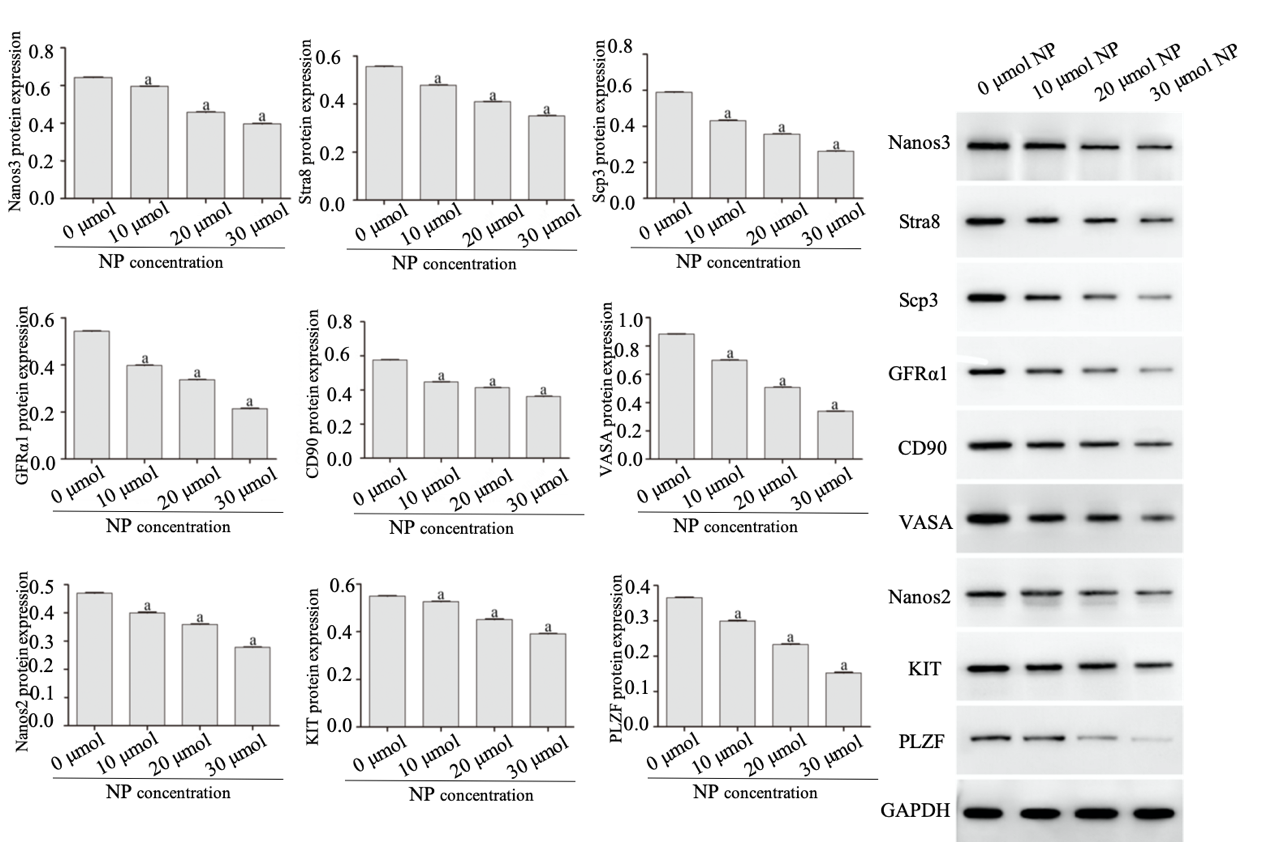 Nanos3 protein expression
0.8
0.6
0.4
0.2
0.0
a
a
a
0 μmol
10 μmol
20 μmol
30 μmol
NP concentration
Stra8 protein expression
0.6
0.4
0.2
0.0
a
a
a
0 μmol
10 μmol
20 μmol
30 μmol
NP concentration
Scp3 protein expression
0.8
0.6
0.4
0.2
0.0
a
a
a
0 μmol
10 μmol
20 μmol
30 μmol
NP concentration
GFRα1 protein expression
0.6
0.4
0.2
0.0
a
a
a
0 μmol
10 μmol
20 μmol
30 μmol
NP concentration
CD90 protein expression
0.8
0.6
0.4
0.2
0.0
a
a
a
0 μmol
10 μmol
20 μmol
30 μmol
NP concentration
VASA protein expression
1.0
0.8
0.6
0.4
0.2
0.0
a
a
a
0 μmol
10 μmol
20 μmol
30 μmol
NP concentration
Nanos2 protein expression
0.5
0.4
0.3
0.2
0.1
0.0
a
a
a
0 μmol
10 μmol
20 μmol
30 μmol
NP concentration
KIT protein expression
0.6
0.4
0.2
0.0
a
a
a
0 μmol
10 μmol
20 μmol
30 μmol
NP concentration
PLZF protein expression
0.4
0.3
0.2
0.1
0.0
a
a
a
0 μmol
10 μmol
20 μmol
30 μmol
NP concentration
0 μmol NP
10 μmol NP
20 μmol NP
30 μmol NP
Nanos3
Stra8
Scp3
GFRα1
CD90
VASA
Nanos2
KIT
PLZF
GAPDH